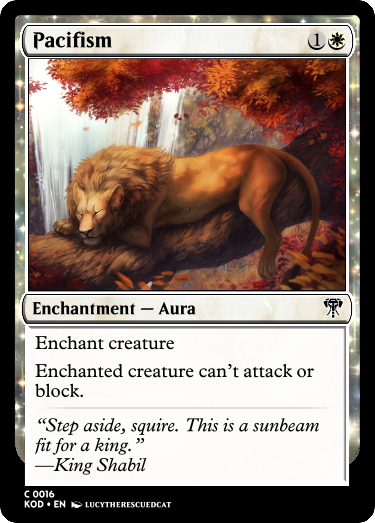 Pacifism 1
Enchantment — Aura
Enchant creature
Enchanted creature can’t attack or
block.
“Step aside, squire. This is a sunbeam
fit for a king.”
—King Shabil
C 0016
KOD • EN LUCYTHERESCUEDCAT